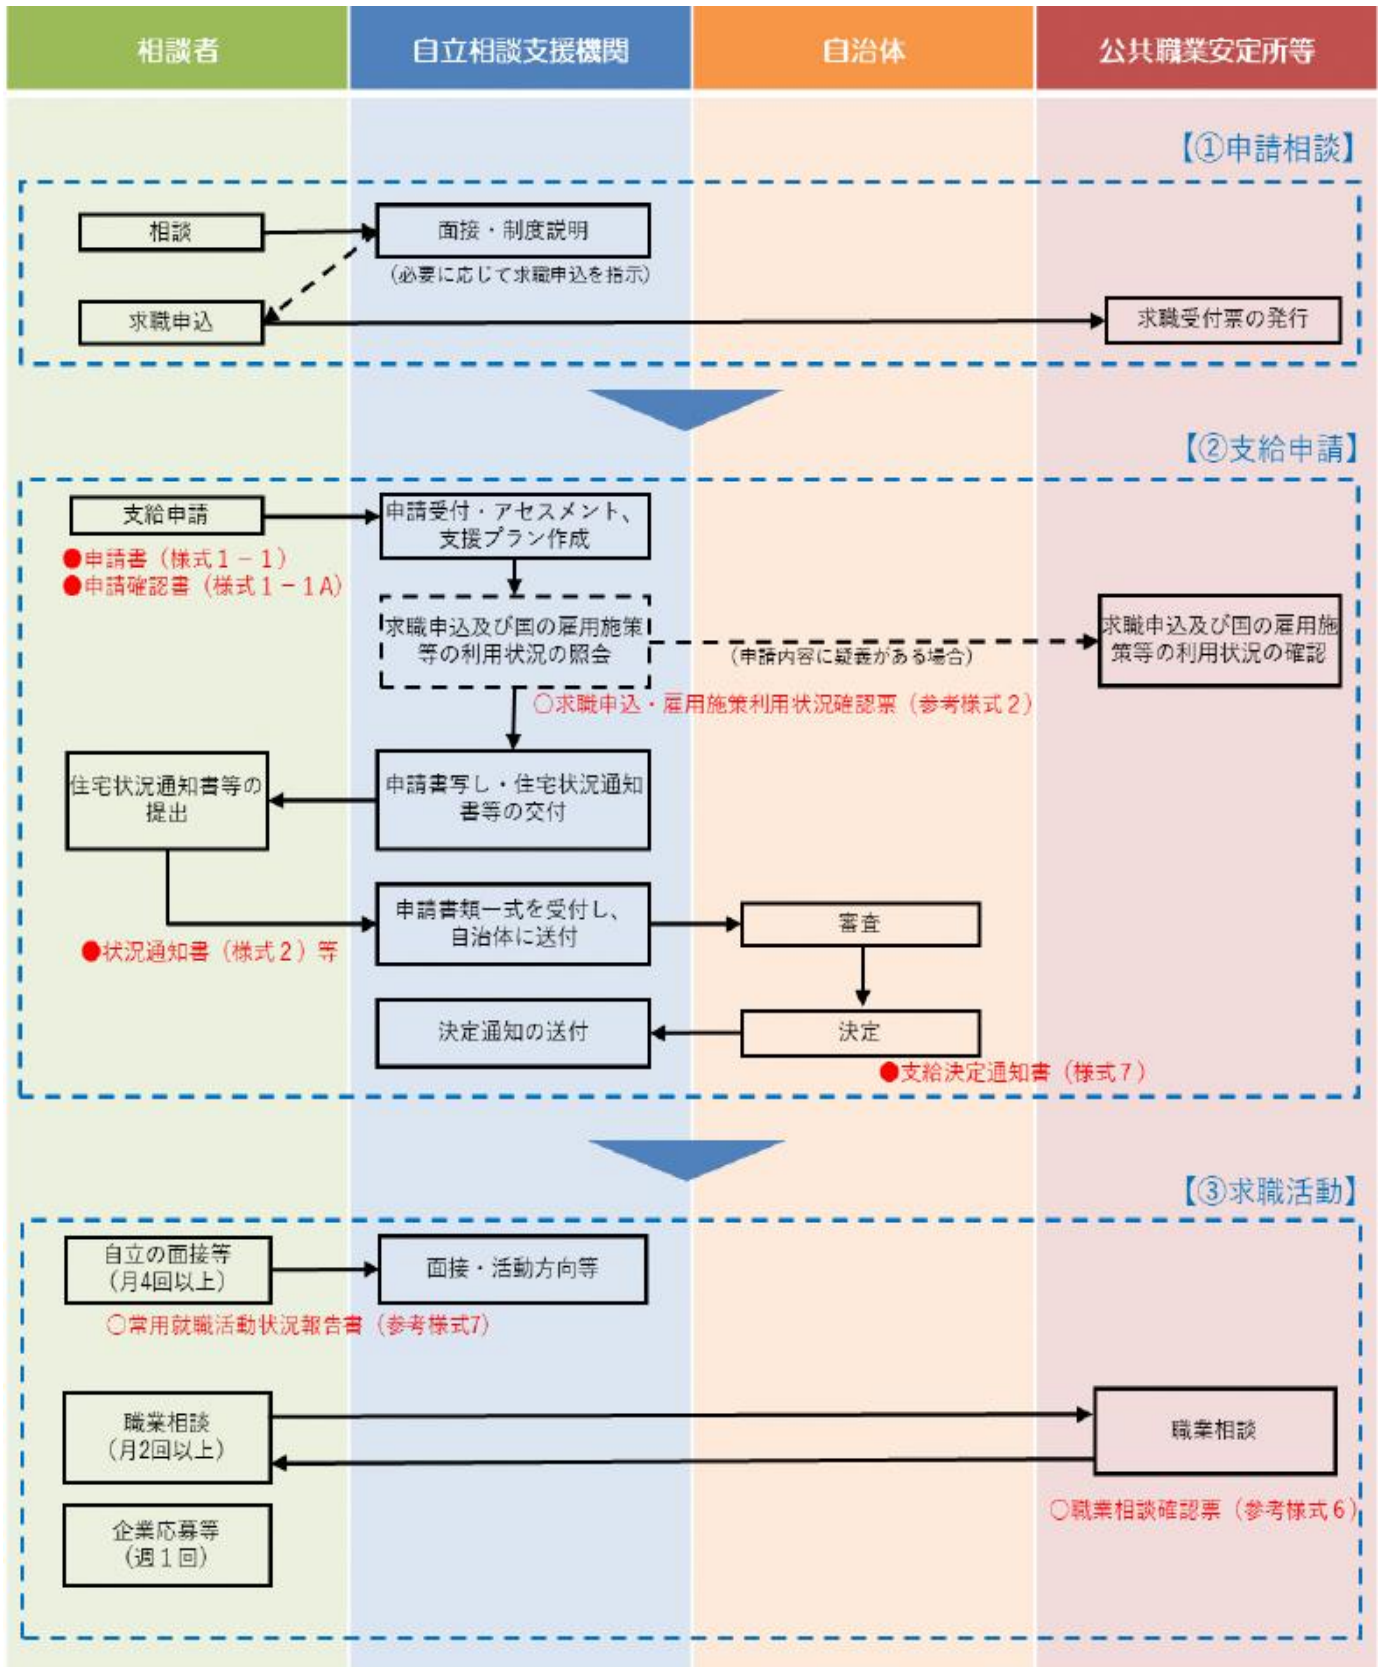 相談者
自立相談支援機関
自治体
公共職業安定所等
【①申請相談】
相談
面接・制度説明
(必要に応じて求職申込を指示)
求職申込
求職受付票の発行
【②支給申請】
支給申請
●申請書（様式１－１）
●申請確認書（様式１－１A）
申請受付・アセスメント、
支援プラン作成
求職申込及び国の雇用施策
等の利用状況の照会
(申請内容に疑義がある場合)
求職申込及び国の雇用施
策等の利用状況の確認
○求職申込・雇用施策利用状況確認票（参考様式２）
住宅状況通知書等の
提出
申請書写し・住宅状況通知
書等の交付
申請書類一式を受付し、
自治体に送付
審査
●状況通知書（様式２）等
決定通知の送付
決定
●支給決定通知書（様式７）
【③求職活動】
自立の面接等
(月4回以上)
面接・活動方向等
○常用就職活動状況報告書（参考様式7）
職業相談
(月2回以上)
職業相談
○職業相談確認票（参考様式６）
企業応募等
(週１回)